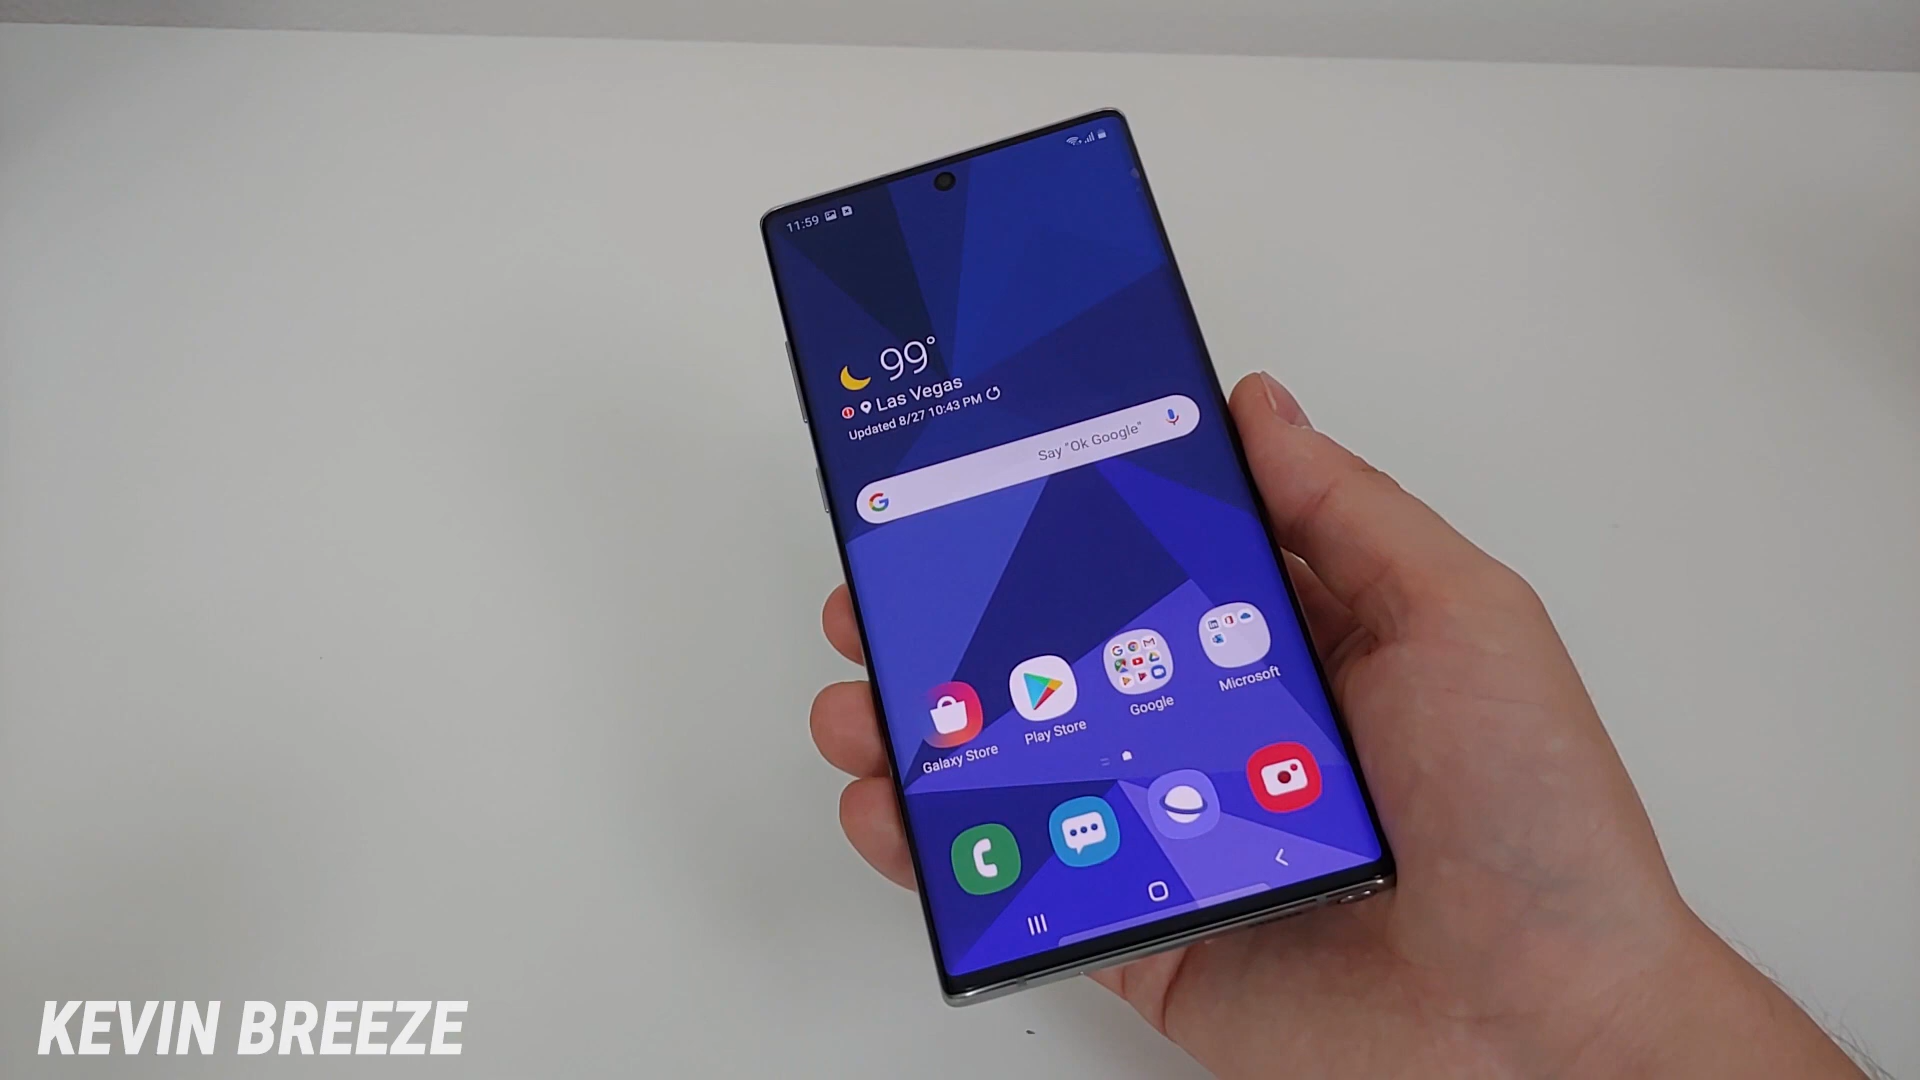 11:59
99°
Las Vegas
Updated 8/27 10:43 PM
Say "Ok Google"
Galaxy Store
Play Store
Google
Microsoft
KEVIN BREEZE